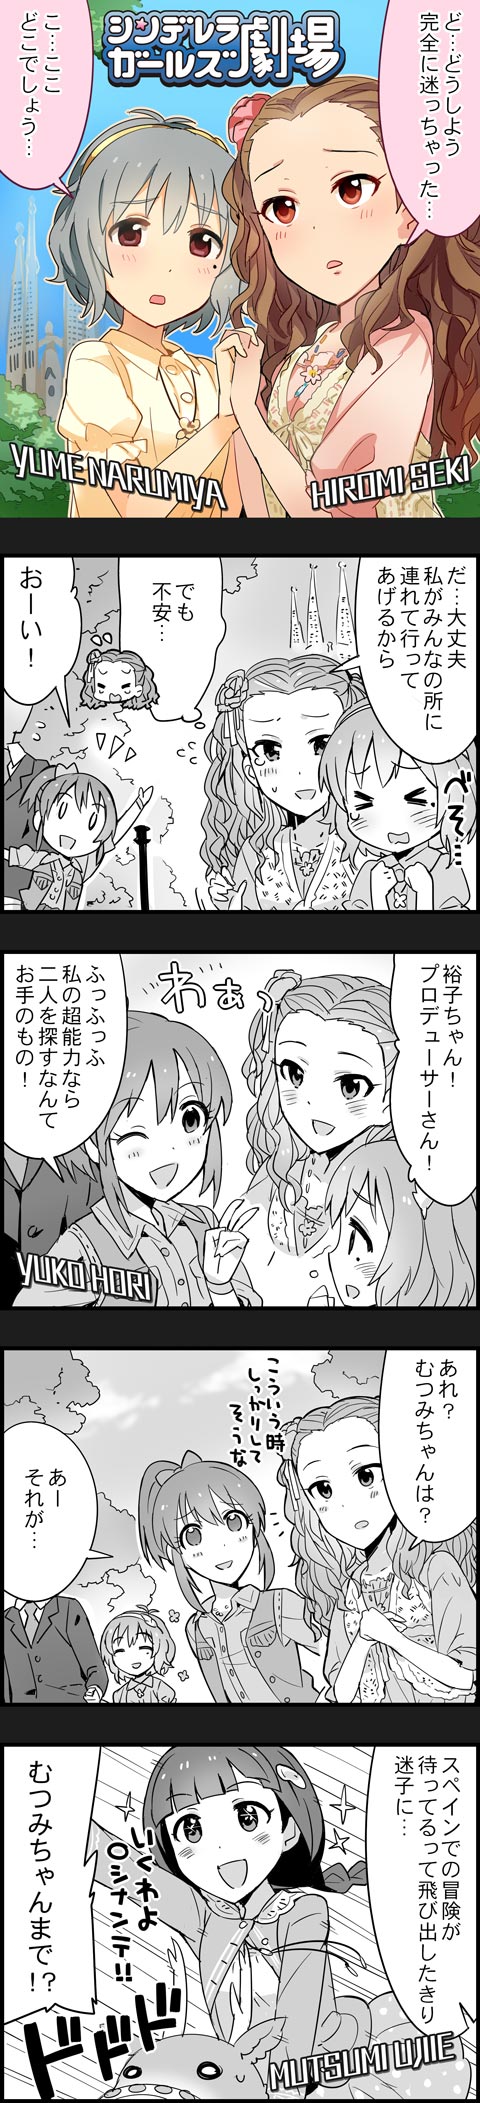 シンデレラ
ガールズ劇場
ど…どうしよう
完全に迷っちゃった…
こ…ここ
どこでしょう…
YUME NARUMIYA
HIROMI SEKI
だ…大丈夫
私がみんなの所に
連れて行って
あげるから
べそ…
でも
不安…
おーい！
裕子ちゃん！
プロデューサーさん！
わぁっ
ふっふっふ
私の超能力なら
二人を探すなんて
お手のもの！
YUKO HORI
あれ？
むつみちゃんは？
こういう時
しっかりして
そうな
あー
それが…
スペインでの冒険が
待ってるって飛び出したきり
迷子に…
いくわよ
〇シナンテ!!
むつみちゃんまで!?
ドドド
MUTSUMI UJIIE